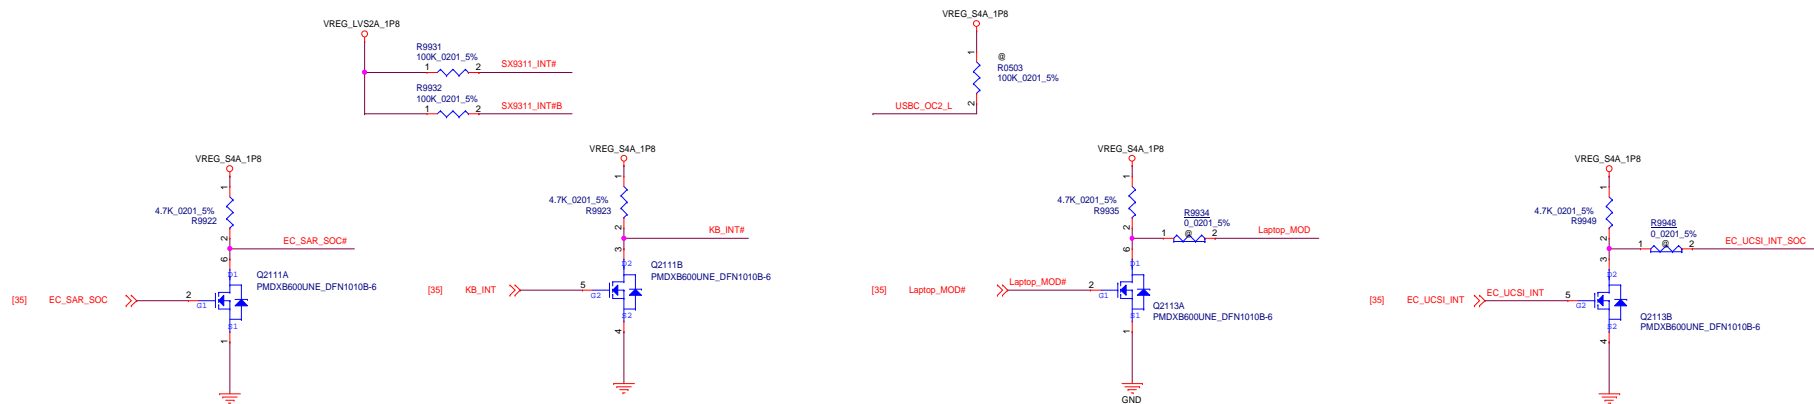 VREG_LVS2A_1P8
R9931
100K_0201_5%
1 2 SX9311_INT#
R9932
100K_0201_5%
1 2 SX9311_INT#B
VREG_S4A_1P8
1
@
R0503
100K_0201_5%
2
USBC_OC2_L
VREG_S4A_1P8
1
4.7K_0201_5%
R9922
2
EC_SAR_SOC#
6
D1
Q2111A
PMDXB600UNE_DFN1010B-6
[35] EC_SAR_SOC 2
G1
S1
1
VREG_S4A_1P8
1
4.7K_0201_5%
R9923
2
KB_INT#
3
D2
Q2111B
PMDXB600UNE_DFN1010B-6
[35] KB_INT 5
G2
S2
4
VREG_S4A_1P8
1
4.7K_0201_5%
R9935
2
R9934
0_0201_5%
1 @ 2 Laptop_MOD
6
D1
[35] Laptop_MOD# Laptop_MOD# 2
G1
Q2113A
PMDXB600UNE_DFN1010B-6
S1
1
GND
VREG_S4A_1P8
1
4.7K_0201_5%
R9949
2
R9948
0_0201_5%
1 @ 2 EC_UCSI_INT_SOC
3
D2
[35] EC_UCSI_INT EC_UCSI_INT 5
G2
Q2113B
PMDXB600UNE_DFN1010B-6
S2
4